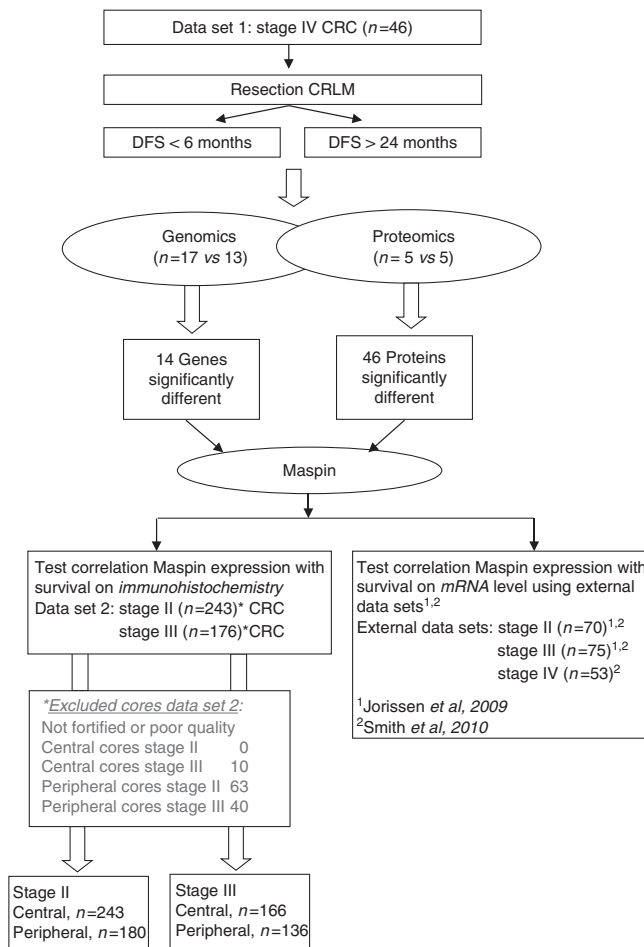 Data set 1: stage IV CRC (n=46)
Resection CRLM
DFS < 6 months
DFS > 24 months
Genomics
(n=17 vs 13)
Proteomics
(n= 5 vs 5)
14 Genes
significantly
different
46 Proteins
significantly
different
Maspin
Test correlation Maspin expression with
survival on immunohistochemistry
Data set 2: stage II (n=243)* CRC
stage III (n=176)*CRC
Test correlation Maspin expression with
survival on mRNA level using external
data sets1,2
External data sets: stage II (n=70)1,2
stage III (n=75)1,2
stage IV (n=53)2
1Jorissen et al, 2009
2Smith et al, 2010
*Excluded cores data set 2:
Not fortified or poor quality
Central cores stage II 0
Central cores stage III 10
Peripheral cores stage II 63
Peripheral cores stage III 40
Stage II
Central, n=243
Peripheral, n=180
Stage III
Central, n=166
Peripheral, n=136